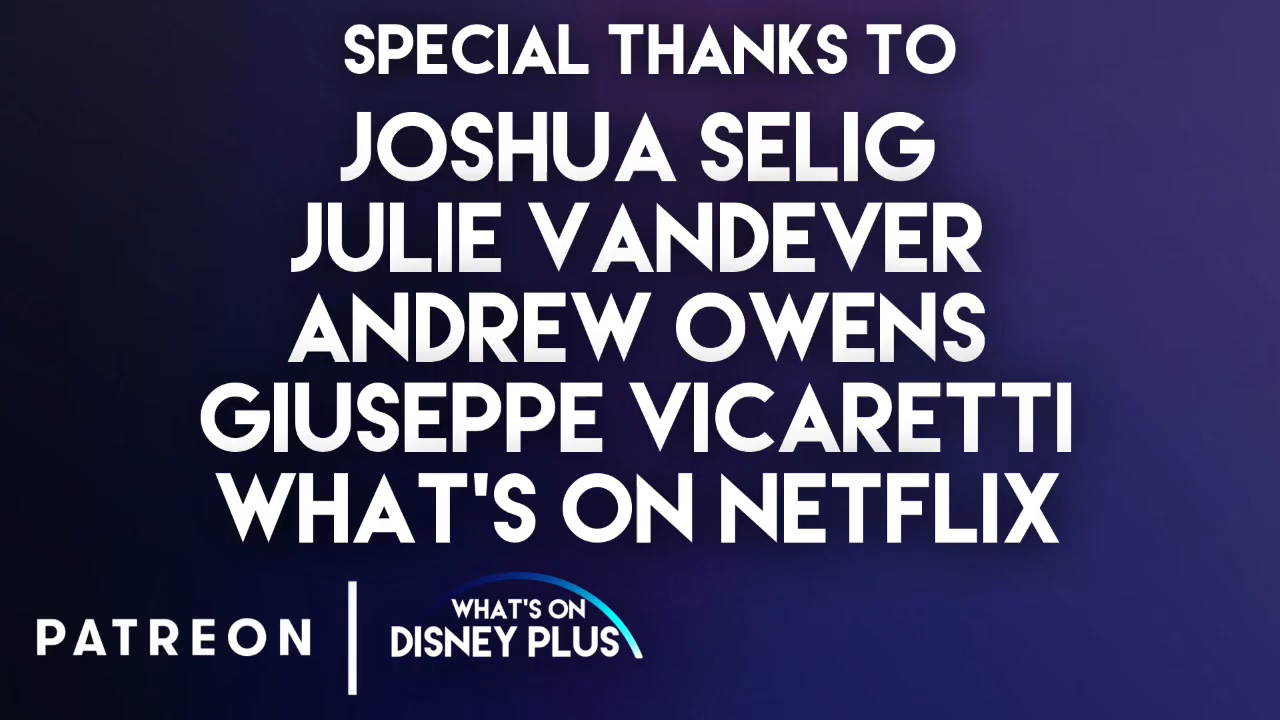 SPECIAL THANKS TO
JOSHUA SELIG
JULIE VANDEVER
ANDREW OWENS
GIUSEPPE VICARETTI
WHAT'S ON NETFLIX
PATREON
WHAT'S ON
DISNEY PLUS